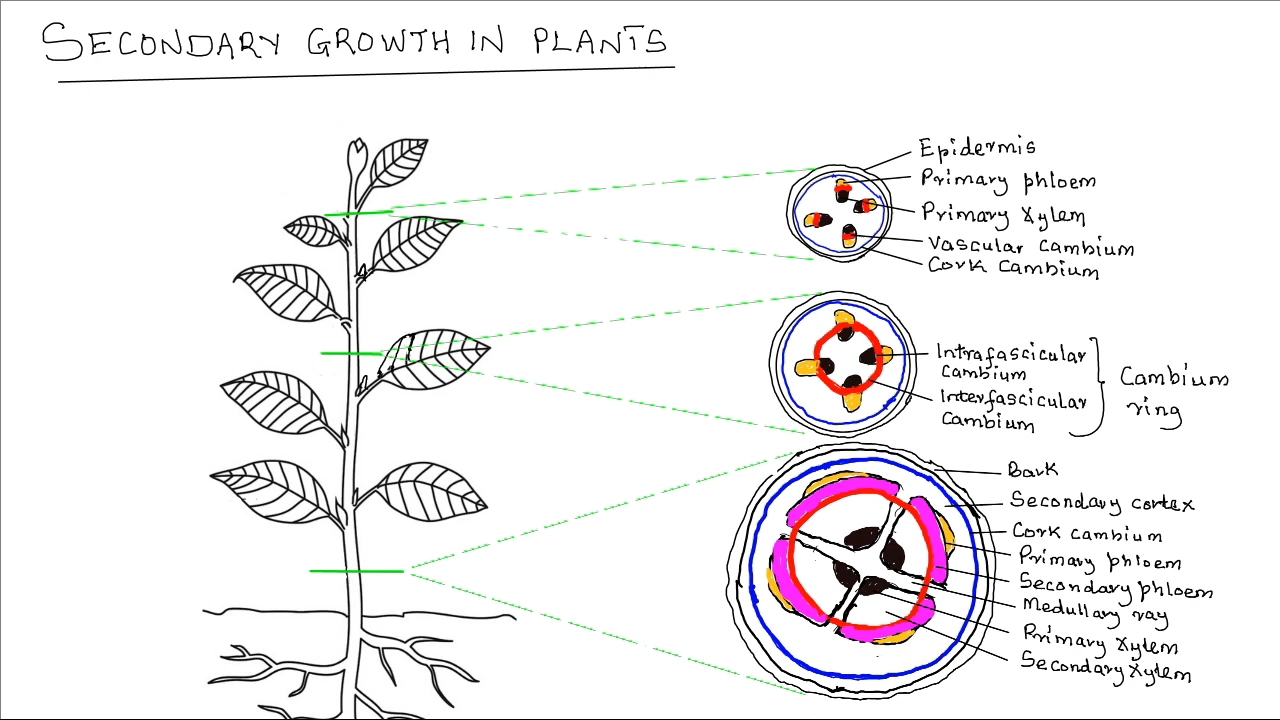 SECONDARY GROWTH IN PLANTS
Epidermis
Primary phloem
Primary Xylem
Vascular Cambium
Cork Cambium
Intrafascicular
Cambium
Interfascicular
Cambium
Cambium
ring
Bark
Secondary cortex
Cork cambium
Primary phloem
Secondary phloem
Medullary ray
Primary Xylem
Secondary Xylem